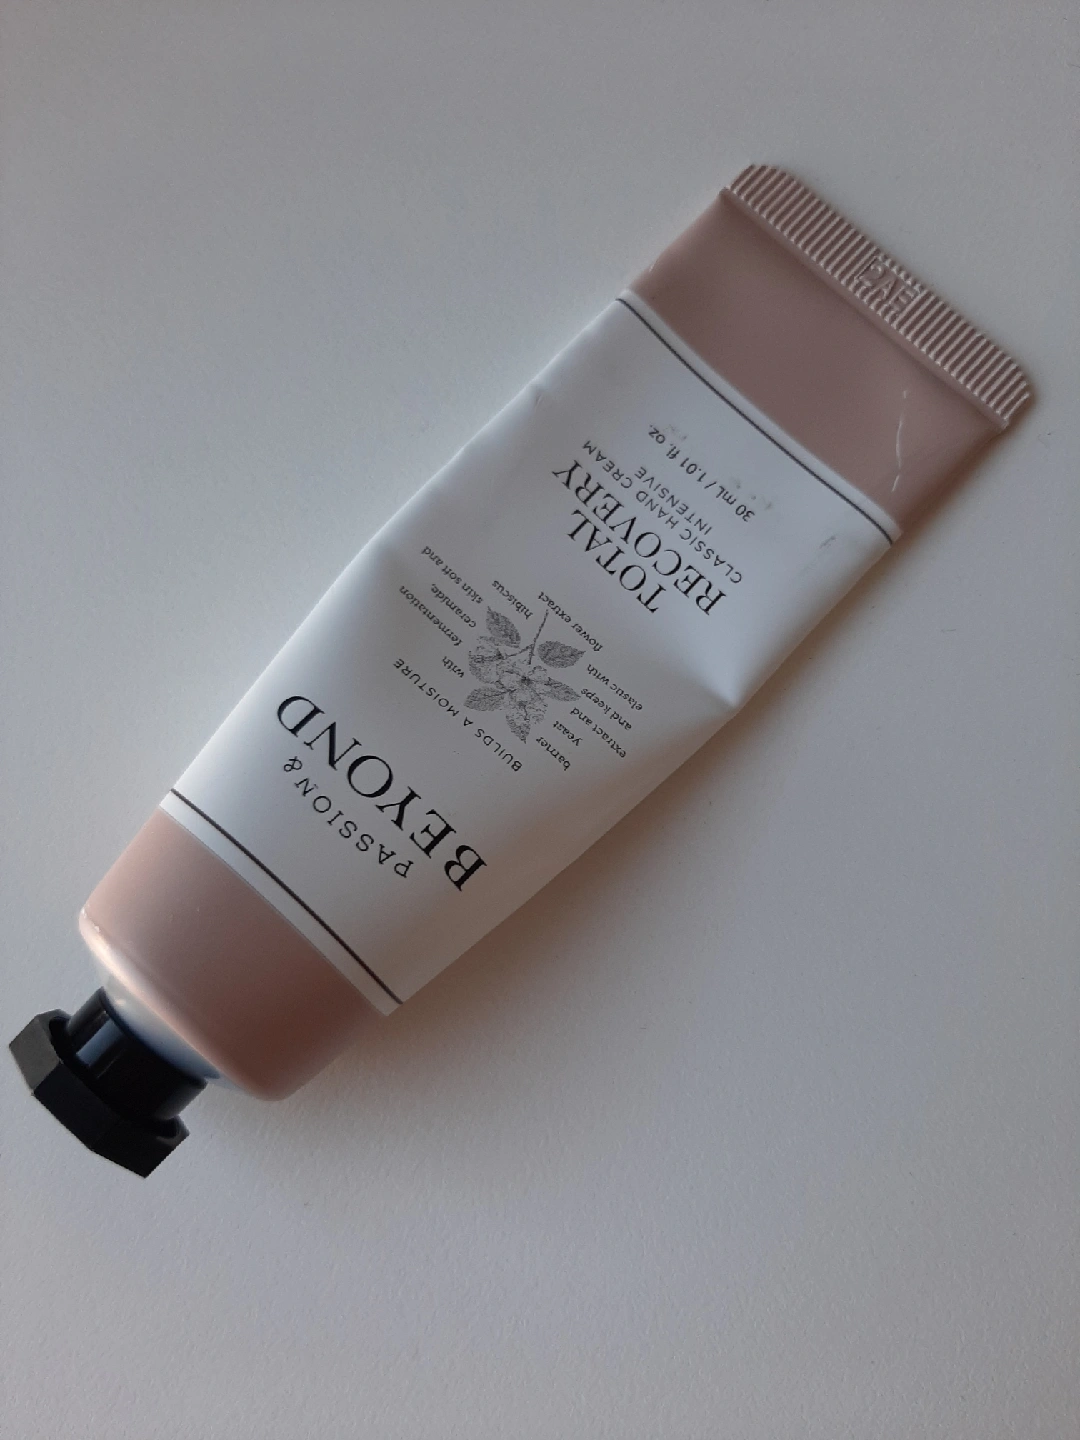 PASSION &
BEYOND
BUILDS A MOISTURE
barrier with fermentation
yeast extract and ceramide,
and keeps skin soft and
elastic with hibiscus
flower extract
TOTAL
RECOVERY
CLASSIC HAND CREAM
INTENSIVE
30 mL / 1.01 fl. oz.